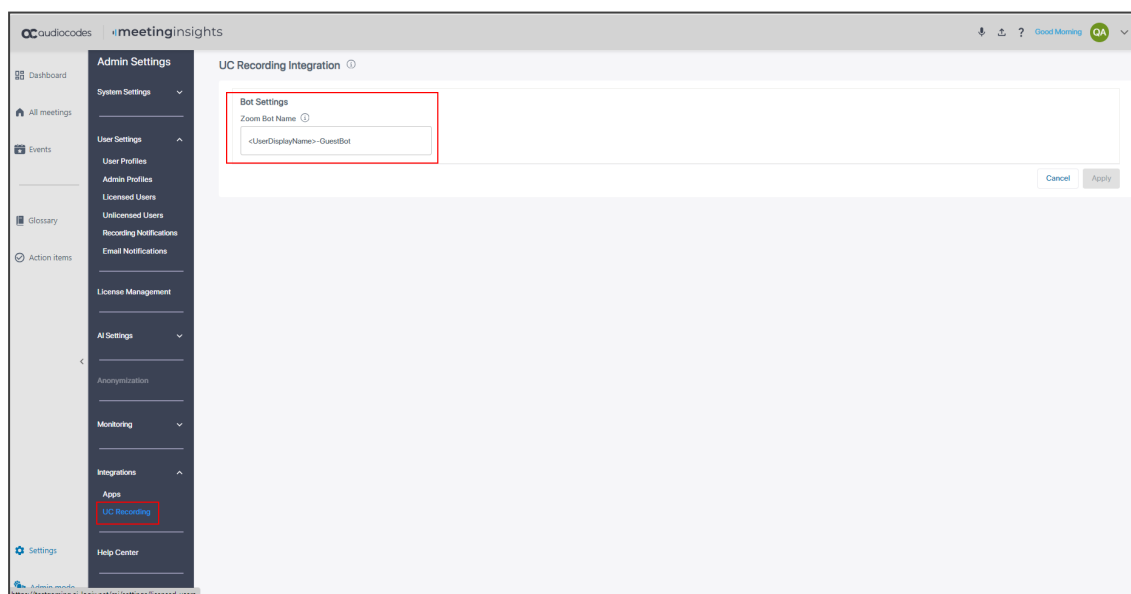 audiocodes meetinginsights
? Good Morning QA
Dashboard
All meetings
Events
Glossary
Action items
Settings
Admin mode
Admin Settings
System Settings
User Settings
User Profiles
Admin Profiles
Licensed Users
Unlicensed Users
Recording Notifications
Email Notifications
License Management
AI Settings
Anonymization
Monitoring
Integrations
Apps
UC Recording
Help Center
UC Recording Integration
Bot Settings
Zoom Bot Name
<UserDisplayName>-GuestBot
Cancel Apply